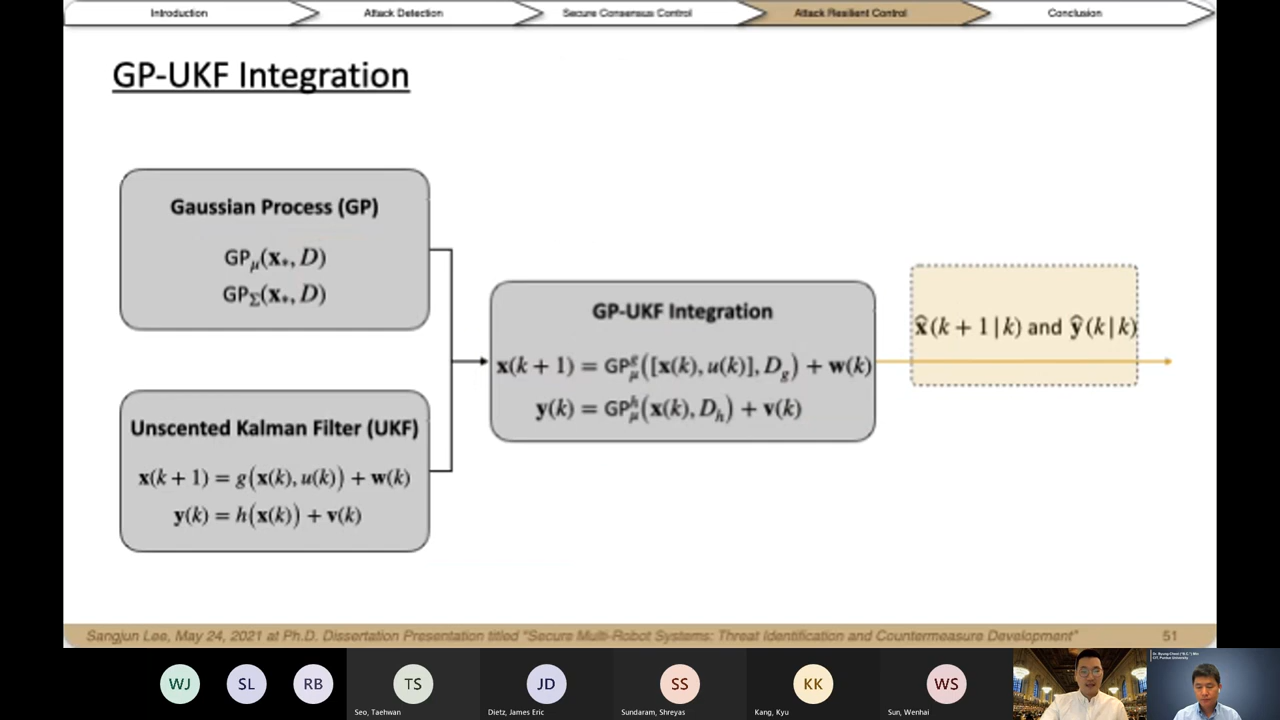 Introduction
Attack Detection
Secure Consensus Control
Attack Resilient Control
Conclusion
GP-UKF Integration
Gaussian Process (GP)
GP_μ(x_*, D)
GP_Σ(x_*, D)
Unscented Kalman Filter (UKF)
x(k + 1) = g(x(k), u(k)) + w(k)
y(k) = h(x(k)) + v(k)
GP-UKF Integration
x(k + 1) = GP^g_μ([x(k), u(k)], D_g) + w(k)
y(k) = GP^h_μ(x(k), D_h) + v(k)
x̂(k + 1|k) and ŷ(k|k)
Sangjun Lee, May 24, 2021 at Ph.D. Dissertation Presentation titled "Secure Multi-Robot Systems: Threat Identification and Countermeasure Development"
51
WJ
SL
RB
TS
Seo, Taehwan
JD
Dietz, James Eric
SS
Sundaram, Shreyas
KK
Kang, Kyu
WS
Sun, Wenhai